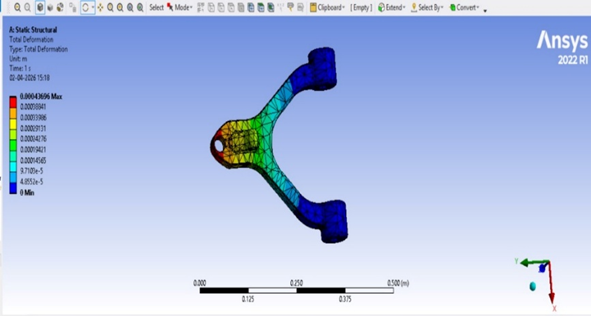 Select Mode
Clipboard [Empty] Extend Select By Convert
A: Static Structural
Total Deformation
Type: Total Deformation
Unit: m
Time: 1 s
02-04-2026 15:18
0.00043696 Max
0.00038841
0.00033986
0.00029131
0.00024276
0.00019421
0.00014565
9.7103e-5
4.8552e-5
0 Min
Ansys
2022 R1
0.000
0.250
0.500 (m)
0.125
0.375
Y
X